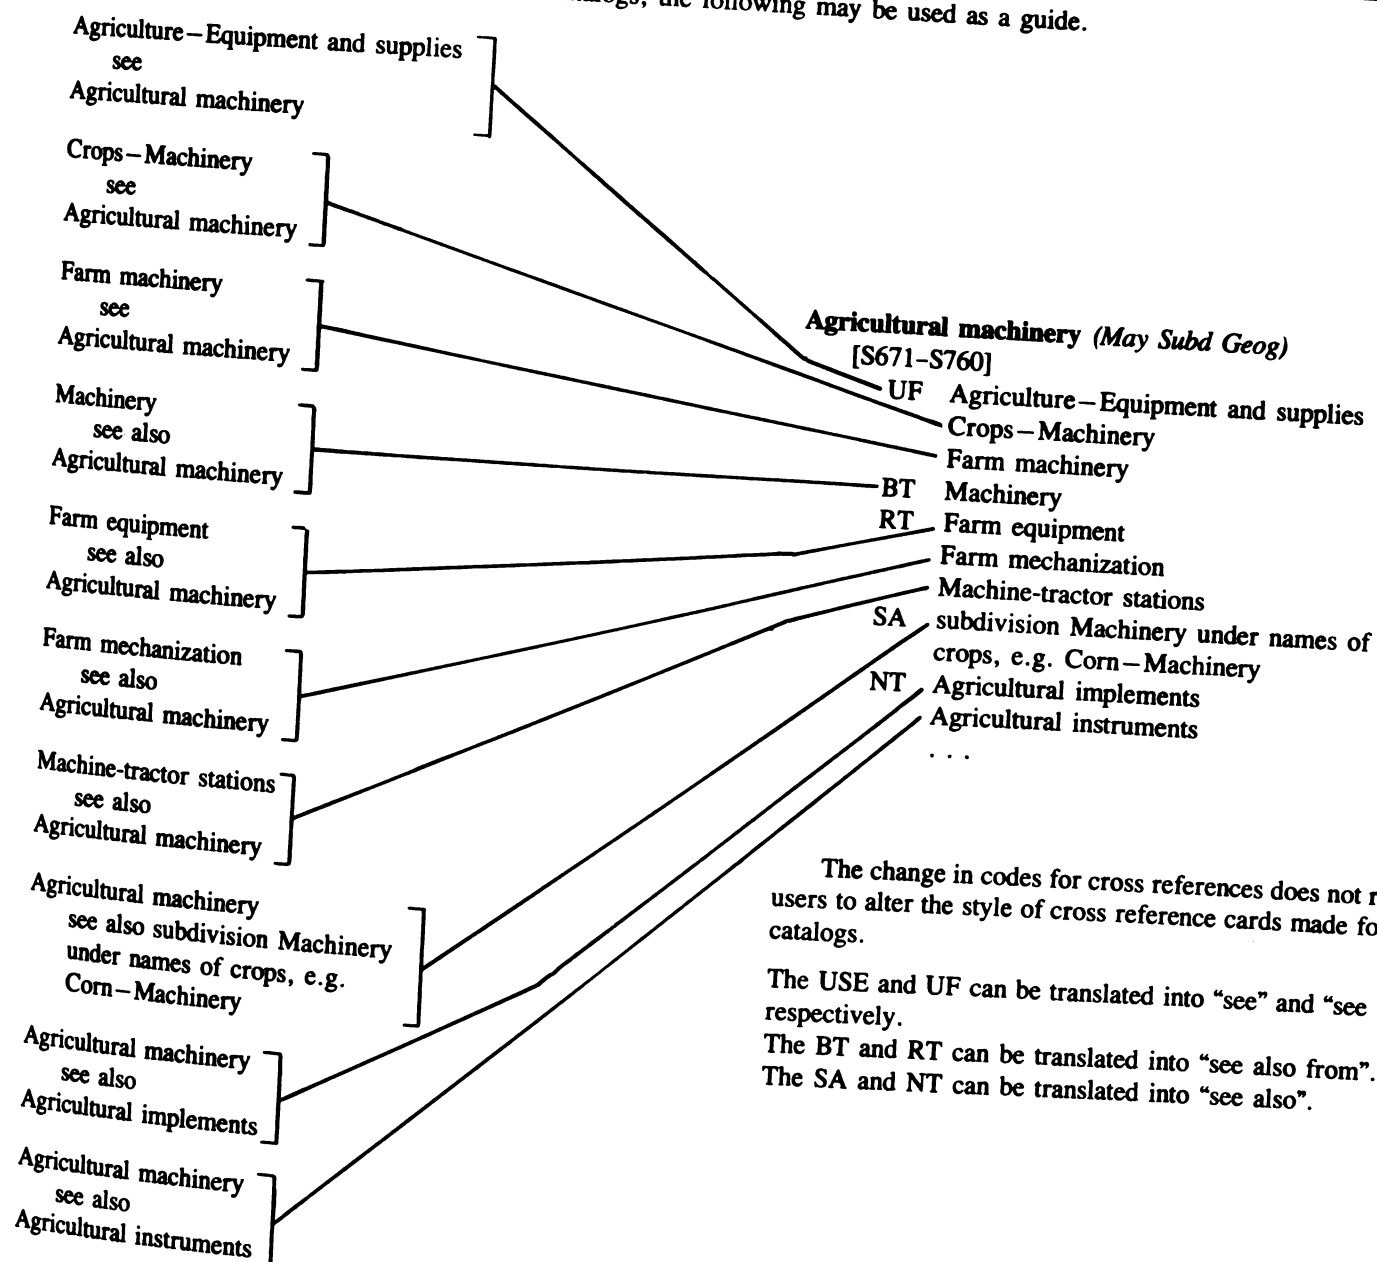 the following may be used as a guide.
Agriculture—Equipment and supplies
see
Agricultural machinery
Crops—Machinery
see
Agricultural machinery
Farm machinery
see
Agricultural machinery
Machinery
see also
Agricultural machinery
Farm equipment
see also
Agricultural machinery
Farm mechanization
see also
Agricultural machinery
Machine-tractor stations
see also
Agricultural machinery
Agricultural machinery
see also subdivision Machinery
under names of crops, e.g.
Corn—Machinery
Agricultural machinery
see also
Agricultural implements
Agricultural machinery
see also
Agricultural instruments
Agricultural machinery (May Subd Geog)
[S671–S760]
UF Agriculture—Equipment and supplies
Crops—Machinery
Farm machinery
BT Machinery
RT Farm equipment
Farm mechanization
Machine-tractor stations
SA subdivision Machinery under names of
crops, e.g. Corn—Machinery
NT Agricultural implements
Agricultural instruments
. . .
The change in codes for cross references does not
users to alter the style of cross reference cards made
catalogs.
The USE and UF can be translated into “see” and “see
respectively.
The BT and RT can be translated into “see also from”.
The SA and NT can be translated into “see also”.